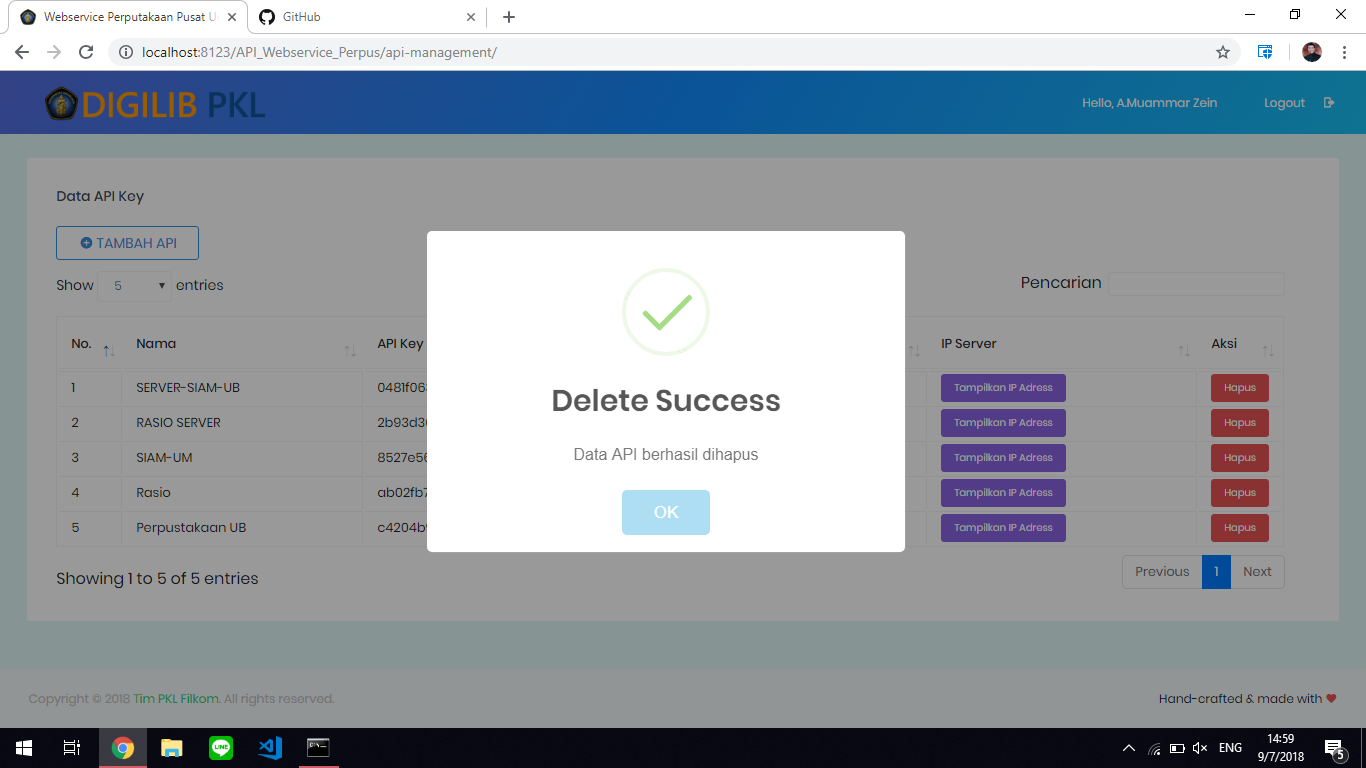 Webservice Perputakaan Pusat U
GitHub
localhost:8123/API_Webservice_Perpus/api-management/
DIGILIB PKL
Hello, A.Muammar Zein
Logout
Data API Key
TAMBAH API
Show 5 entries
Pencarian
No. Nama API Key IP Server Aksi
1 SERVER-SIAM-UB Tampilkan IP Adress Hapus
2 RASIO SERVER Tampilkan IP Adress Hapus
3 SIAM-UM Tampilkan IP Adress Hapus
4 Rasio Tampilkan IP Adress Hapus
5 Perpustakaan UB Tampilkan IP Adress Hapus
Delete Success
Data API berhasil dihapus
OK
Showing 1 to 5 of 5 entries
Previous 1 Next
Copyright © 2018 Tim PKL Filkom. All rights reserved.
Hand-crafted & made with
LINE
ENG
14:59
9/7/2018
5